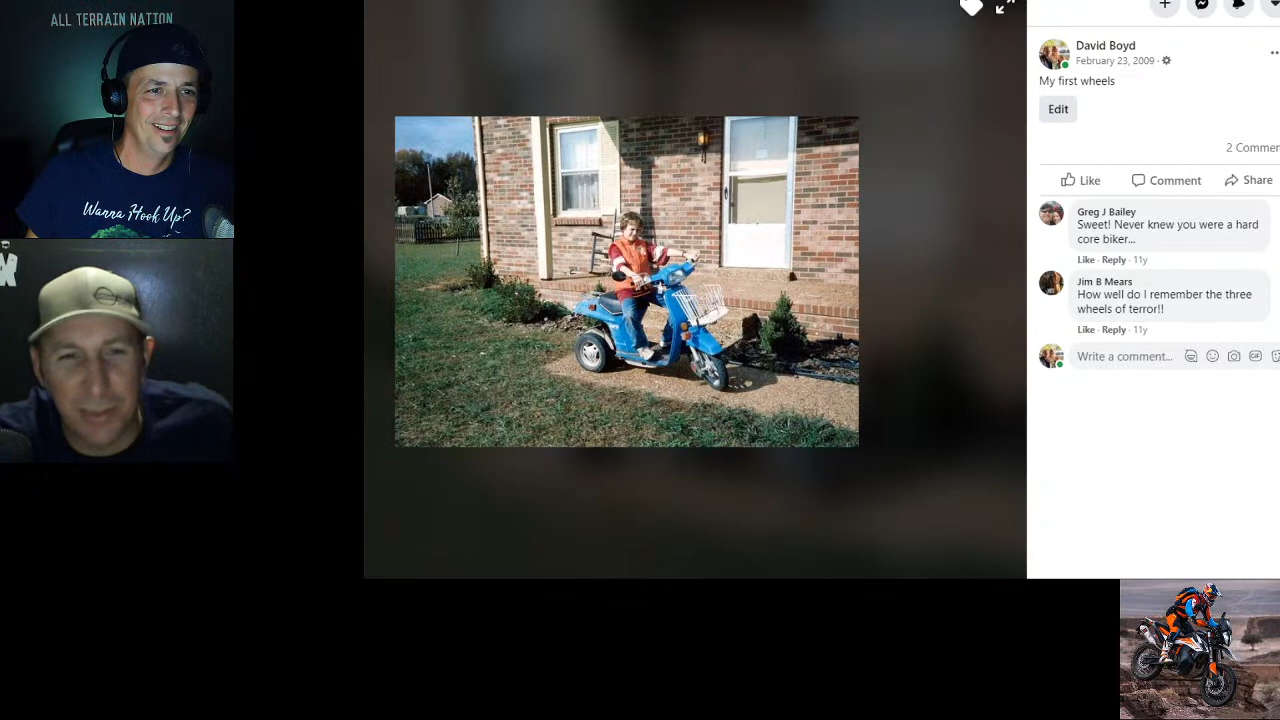 ALL TERRAIN NATION
Wanna Hook Up?
David Boyd
February 23, 2009
My first wheels
Edit
2 Commen
Like
Comment
Share
Greg J Bailey
Sweet! Never knew you were a hard
core biker...
Like · Reply · 11y
Jim B Mears
How well do I remember the three
wheels of terror!!
Like · Reply · 11y
Write a comment...
GIF